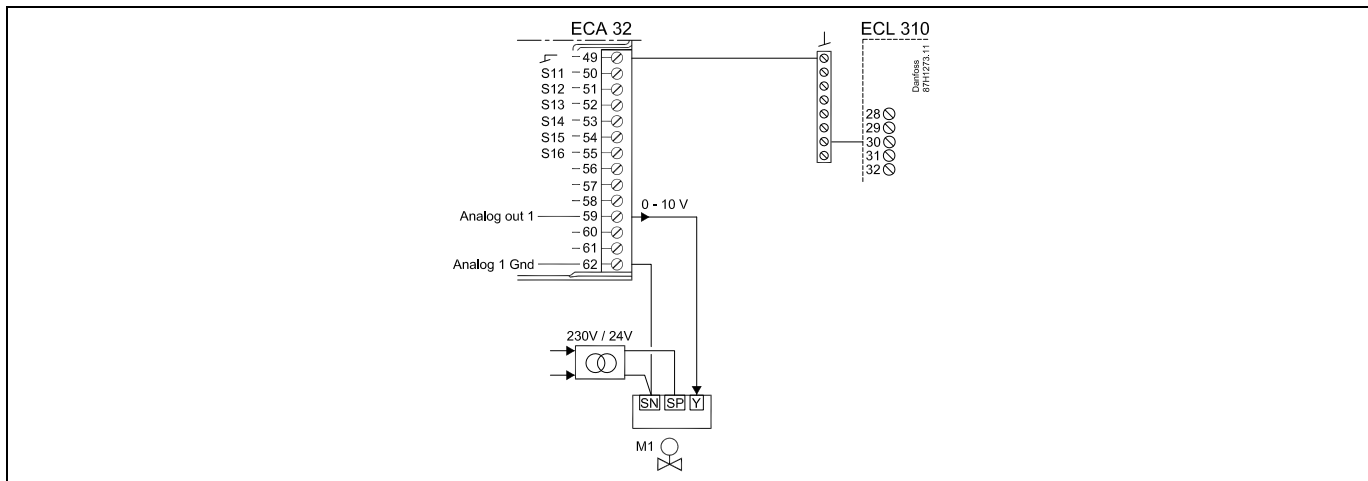 ECA 32
ECL 310
Danfoss
87H1273.11
49
S11 50
S12 51
S13 52
S14 53
S15 54
S16 55
56
57
58
Analog out 1 59
0 - 10 V
60
61
Analog 1 Gnd 62
28
29
30
31
32
230V / 24V
SN SP Y
M1